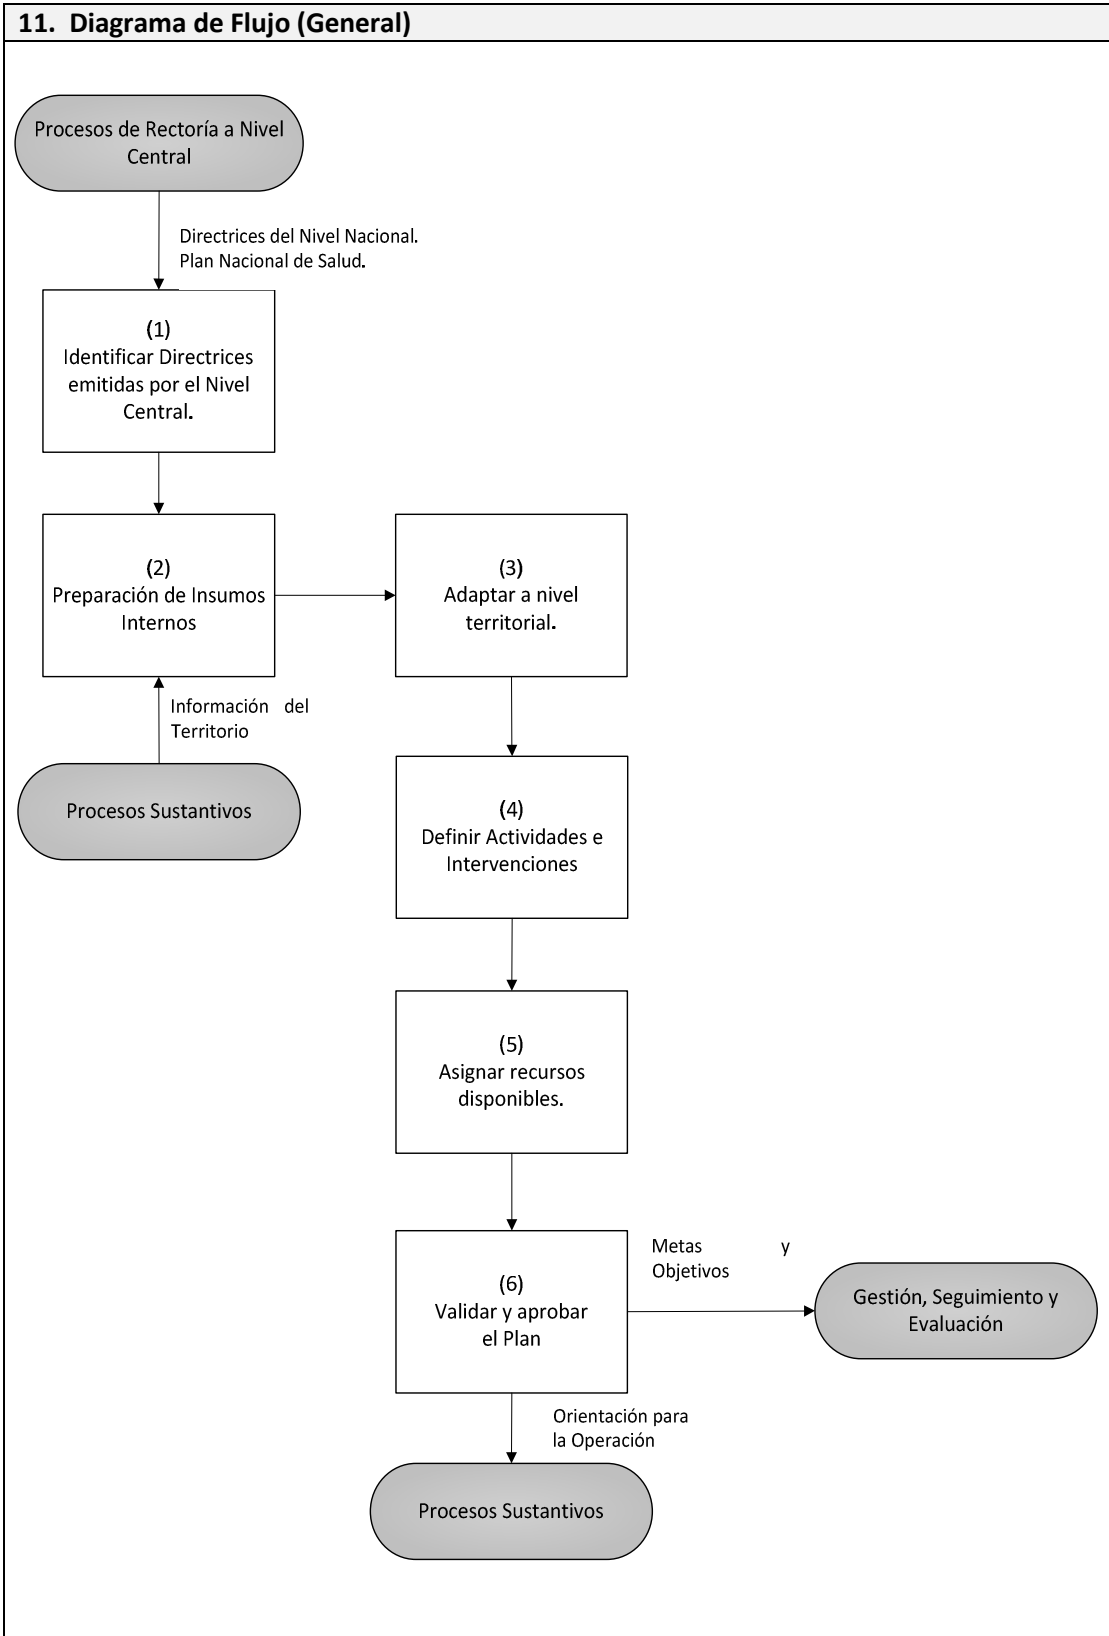 11. Diagrama de Flujo (General)
Procesos de Rectoría a Nivel
Central
Directrices del Nivel Nacional.
Plan Nacional de Salud.
(1)
Identificar Directrices
emitidas por el Nivel
Central.
(2)
Preparación de Insumos
Internos
(3)
Adaptar a nivel
territorial.
Información del
Territorio
Procesos Sustantivos
(4)
Definir Actividades e
Intervenciones
(5)
Asignar recursos
disponibles.
(6)
Validar y aprobar
el Plan
Metas y
Objetivos
Gestión, Seguimiento y
Evaluación
Orientación para
la Operación
Procesos Sustantivos